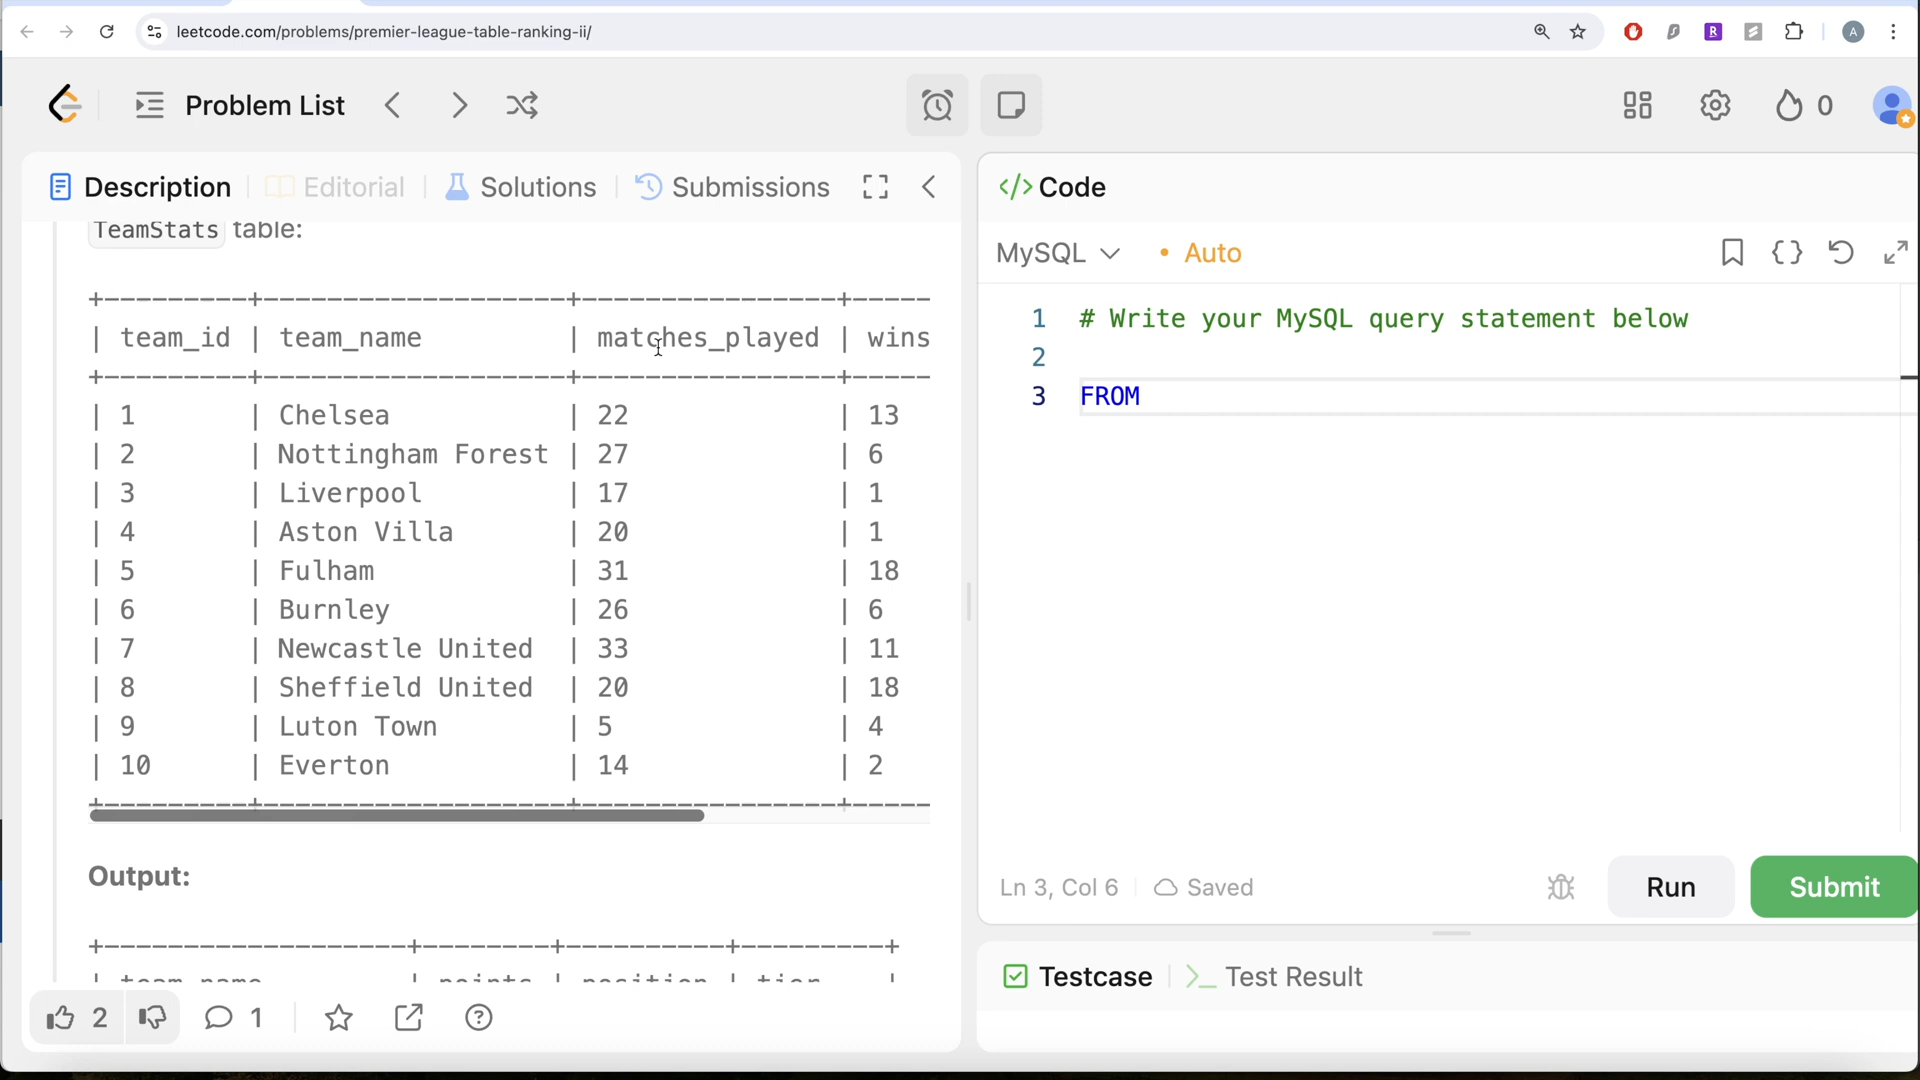 leetcode.com/problems/premier-league-table-ranking-ii/
R
A
Problem List
0
Description
Editorial
Solutions
Submissions
</> Code
TeamStats table:
MySQL
• Auto
+---------+--------------------+----------------+------
| team_id | team_name | matches_played | wins
+---------+--------------------+----------------+------
| 1 | Chelsea | 22 | 13
| 2 | Nottingham Forest | 27 | 6
| 3 | Liverpool | 17 | 1
| 4 | Aston Villa | 20 | 1
| 5 | Fulham | 31 | 18
| 6 | Burnley | 26 | 6
| 7 | Newcastle United | 33 | 11
| 8 | Sheffield United | 20 | 18
| 9 | Luton Town | 5 | 4
| 10 | Everton | 14 | 2
+---------+--------------------+----------------+------
Output:
+--------------------+--------+----------+---------+
| team_name | points | position | tier |
2
1
1 # Write your MySQL query statement below
2
3 FROM
Ln 3, Col 6
Saved
Run
Submit
Testcase
Test Result